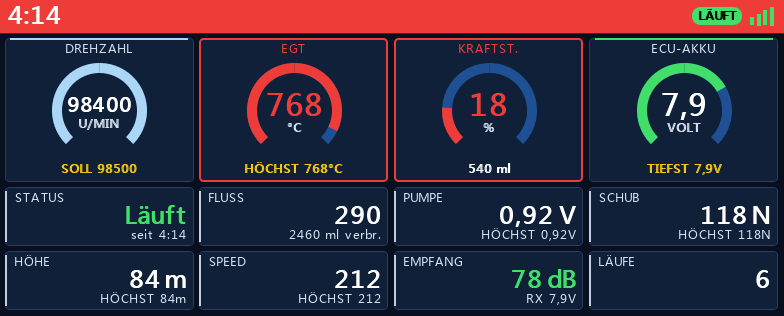 4:14 LÄUFT
DREHZAHL
98400
U/MIN
SOLL 98500
EGT
768
°C
HÖCHST 768°C
KRAFTST.
18
%
540 ml
ECU-AKKU
7,9
VOLT
TIEFST 7,9V
STATUS
Läuft
seit 4:14
FLUSS
290
2460 ml verbr.
PUMPE
0,92 V
HÖCHST 0,92V
SCHUB
118 N
HÖCHST 118N
HÖHE
84 m
HÖCHST 84m
SPEED
212
HÖCHST 212
EMPFANG
78 dB
RX 7,9V
LÄUFE
6